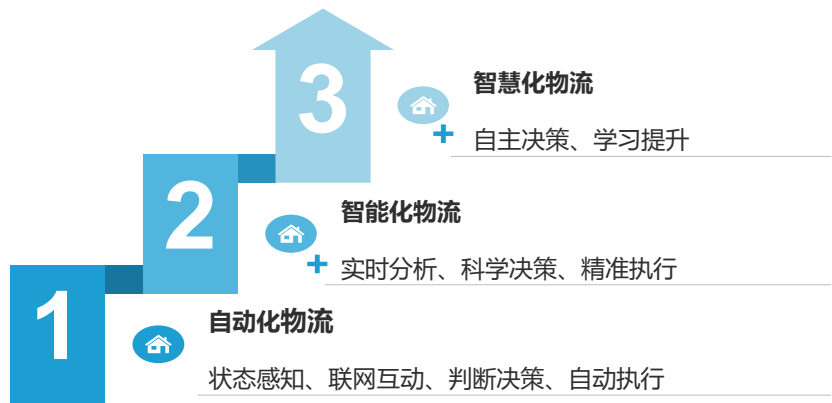 3
智慧化物流
+
自主决策、学习提升
2
智能化物流
+
实时分析、科学决策、精准执行
1
自动化物流
状态感知、联网互动、判断决策、自动执行